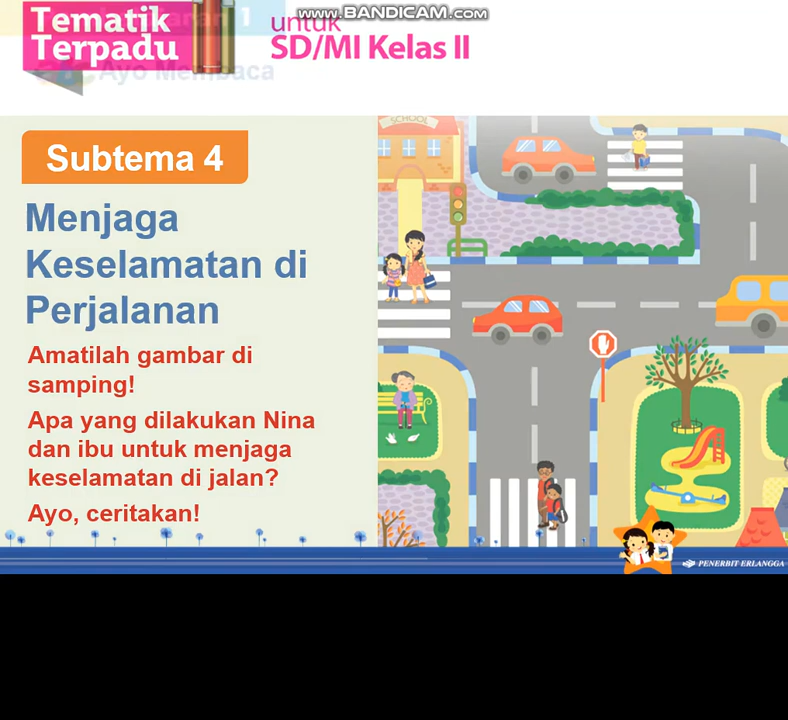 www.BANDICAM.com
Tematik
Terpadu
untuk
SD/MI Kelas II
1
Ayo Membaca
SCHOOL
Subtema 4
Menjaga
Keselamatan di
Perjalanan
Amatilah gambar di
samping!
Apa yang dilakukan Nina
dan ibu untuk menjaga
keselamatan di jalan?
Ayo, ceritakan!
PENERBIT ERLANGGA